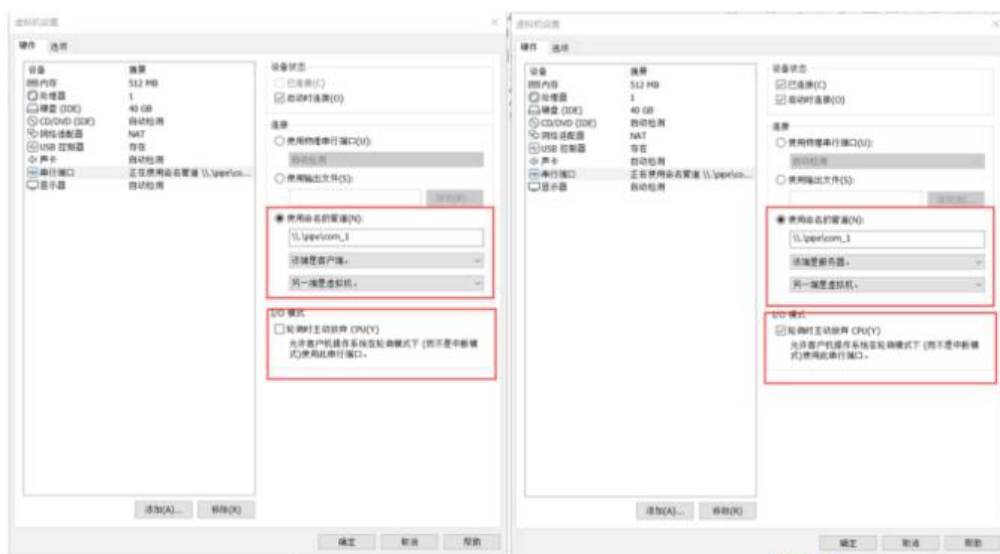 虚拟机设置
硬件 选项
设备 摘要
内存 512 MB
处理器 1
硬盘 (IDE) 40 GB
CD/DVD (IDE) 自动检测
网络适配器 NAT
USB 控制器 存在
声卡 自动检测
串行端口 正在使用命名管道 \\.\pipe\co...
显示器 自动检测
添加(A)... 移除(R)
设备状态
已连接(C)
启动时连接(O)
连接
使用物理串行端口(U):
自动检测
使用输出文件(S):
浏览(B)...
使用命名的管道(N):
\\.\pipe\com_1
该端是客户端。
另一端是虚拟机。
I/O 模式
轮询时主动放弃 CPU(Y)
允许客户机操作系统在轮询模式下 (而不是中断模
式)使用此串行端口。
确定 取消 帮助
虚拟机设置
硬件 选项
设备 摘要
内存 512 MB
处理器 1
硬盘 (IDE) 40 GB
CD/DVD (IDE) 自动检测
网络适配器 NAT
USB 控制器 存在
声卡 自动检测
串行端口 正在使用命名管道 \\.\pipe\co...
显示器 自动检测
添加(A)... 移除(R)
设备状态
已连接(C)
启动时连接(O)
连接
使用物理串行端口(U):
自动检测
使用输出文件(S):
浏览(B)...
使用命名的管道(N):
\\.\pipe\com_1
该端是服务器。
另一端是虚拟机。
I/O 模式
轮询时主动放弃 CPU(Y)
允许客户机操作系统在轮询模式下 (而不是中断模
式)使用此串行端口。
确定 取消 帮助